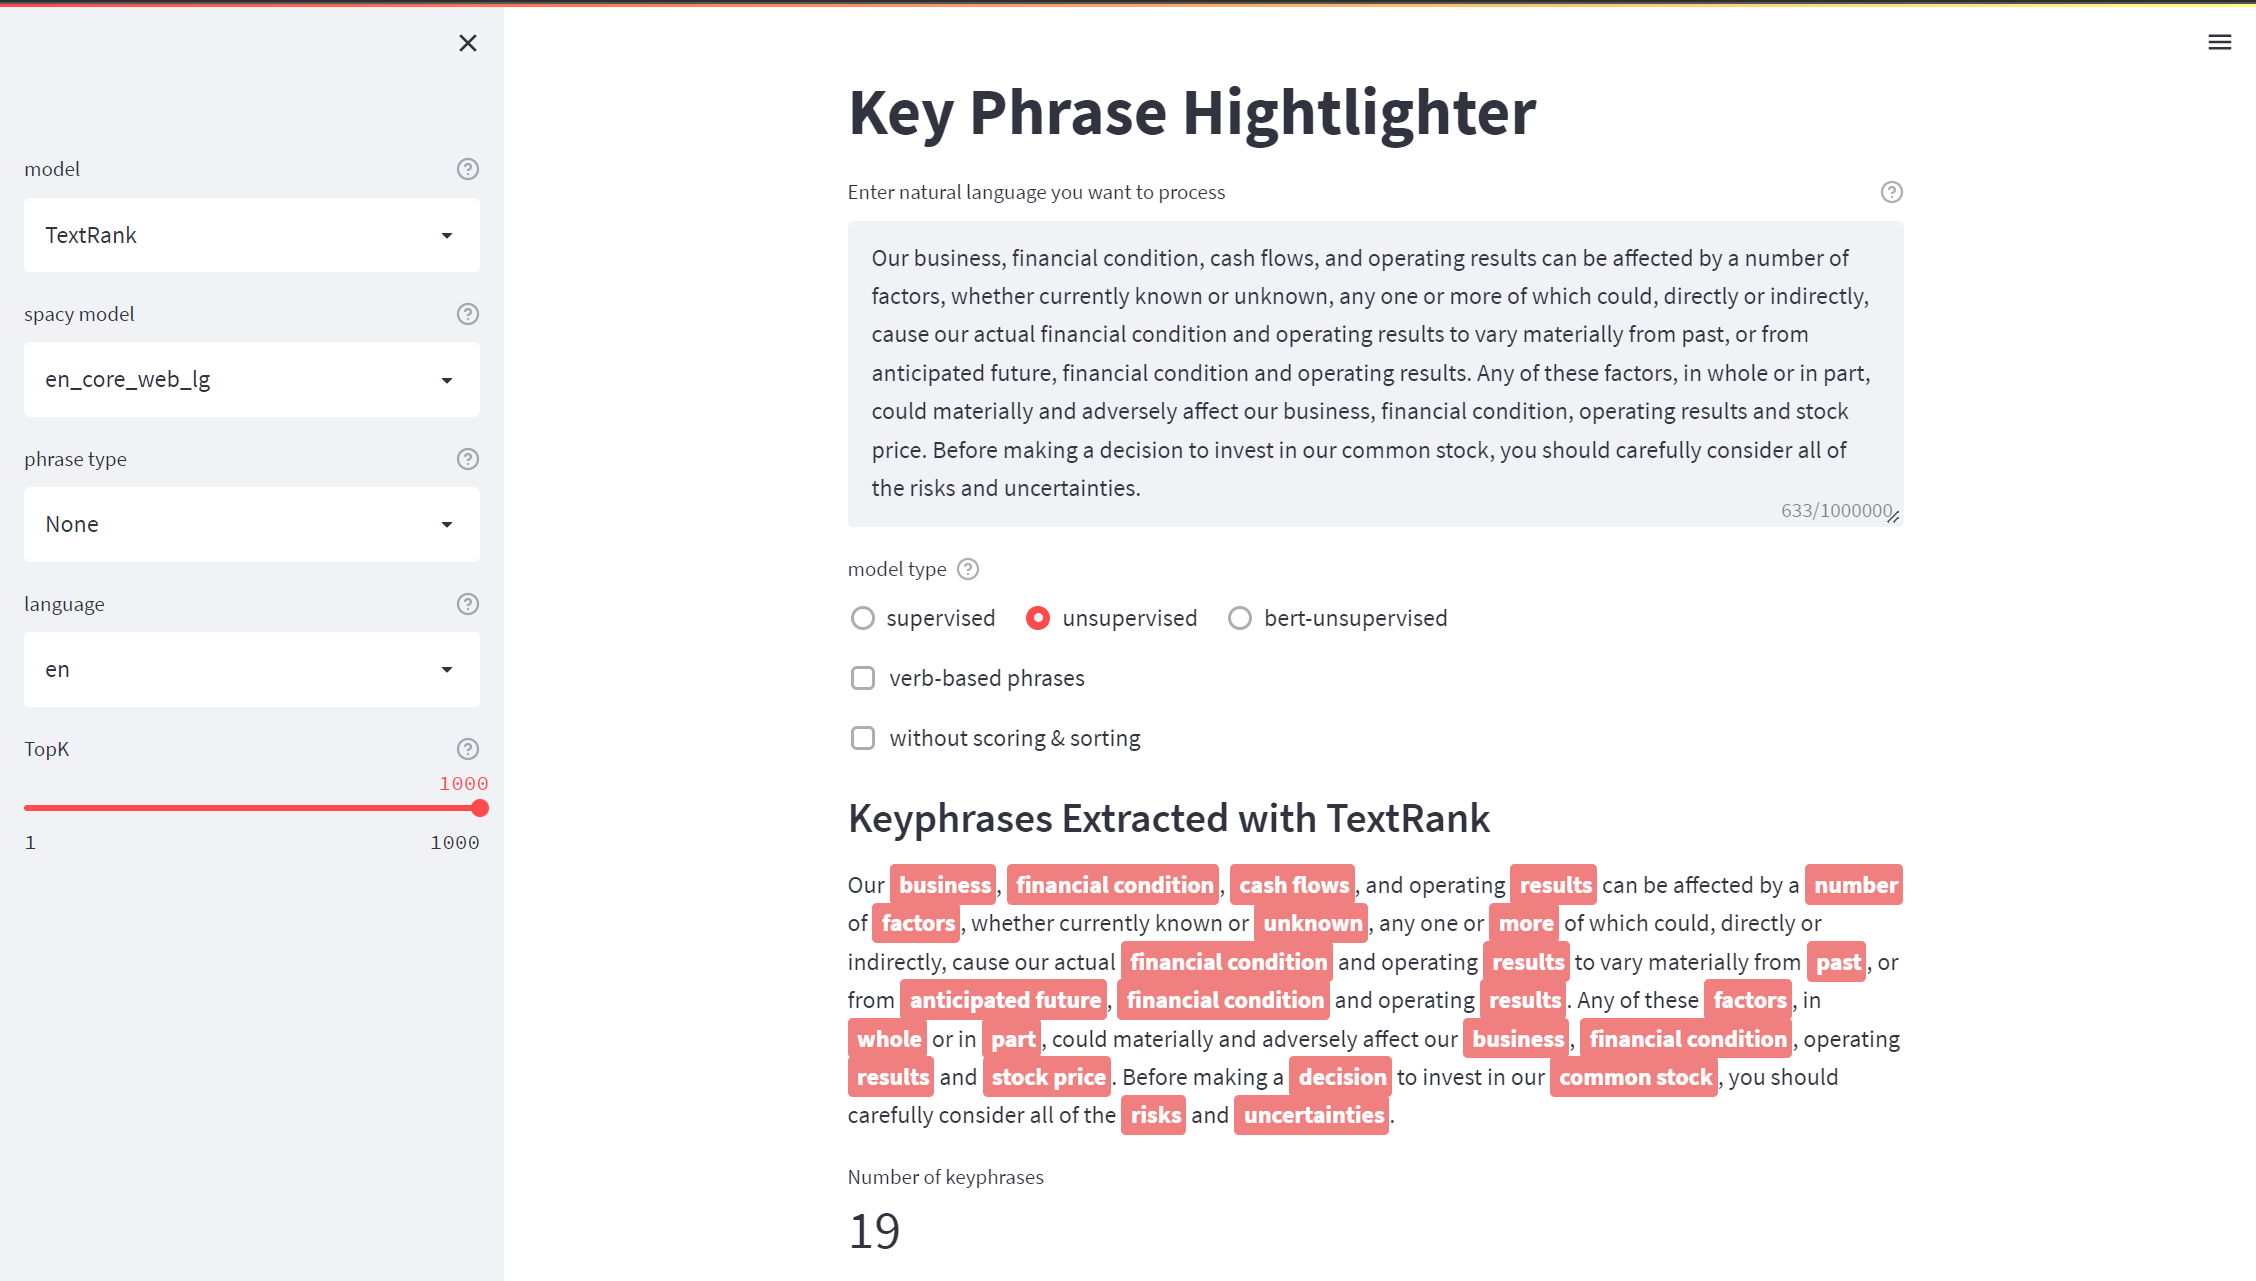 model
TextRank
spacy model
en_core_web_lg
phrase type
None
language
en
TopK
1000
1 1000
Key Phrase Hightlighter
Enter natural language you want to process
Our business, financial condition, cash flows, and operating results can be affected by a number of
factors, whether currently known or unknown, any one or more of which could, directly or indirectly,
cause our actual financial condition and operating results to vary materially from past, or from
anticipated future, financial condition and operating results. Any of these factors, in whole or in part,
could materially and adversely affect our business, financial condition, operating results and stock
price. Before making a decision to invest in our common stock, you should carefully consider all of
the risks and uncertainties.
633/1000000
model type
supervised unsupervised bert-unsupervised
verb-based phrases
without scoring & sorting
Keyphrases Extracted with TextRank
Our business, financial condition, cash flows, and operating results can be affected by a number
of factors, whether currently known or unknown, any one or more of which could, directly or
indirectly, cause our actual financial condition and operating results to vary materially from past, or
from anticipated future, financial condition and operating results. Any of these factors, in
whole or in part, could materially and adversely affect our business, financial condition, operating
results and stock price. Before making a decision to invest in our common stock, you should
carefully consider all of the risks and uncertainties.
Number of keyphrases
19